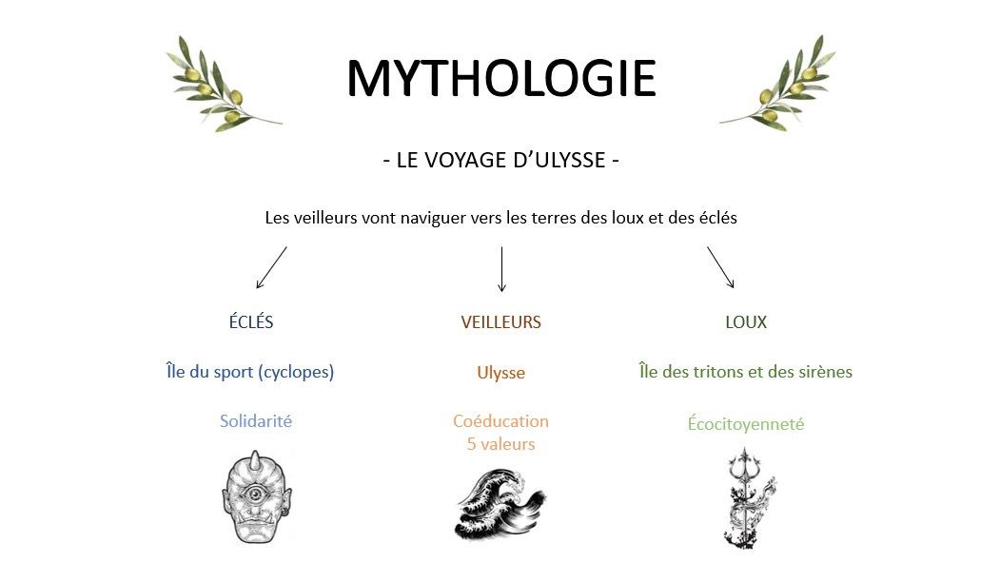 MYTHOLOGIE
- LE VOYAGE D’ULYSSE -
Les veilleurs vont naviguer vers les terres des loux et des éclés
ÉCLÉS
VEILLEURS
LOUX
Île du sport (cyclopes)
Ulysse
Île des tritons et des sirènes
Solidarité
Coéducation
5 valeurs
Écocitoyenneté